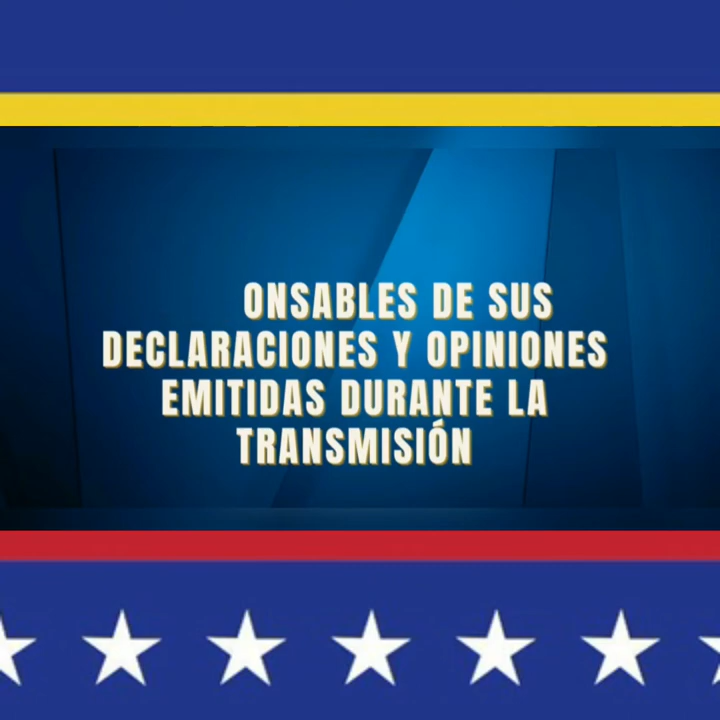 ONSABLES DE SUS
DECLARACIONES Y OPINIONES
EMITIDAS DURANTE LA
TRANSMISIÓN